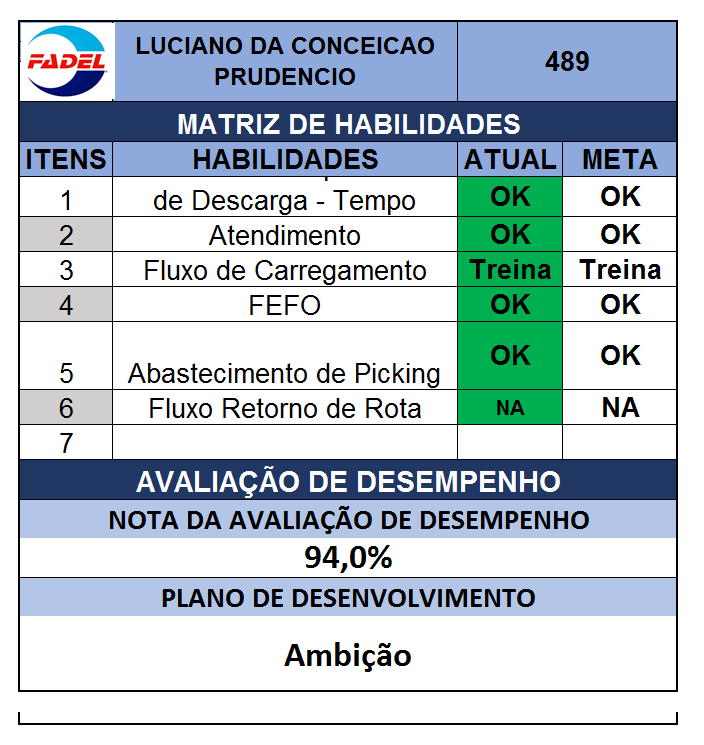 FADEL
LUCIANO DA CONCEICAO
PRUDENCIO
489
MATRIZ DE HABILIDADES
ITENS HABILIDADES ATUAL META
1 de Descarga - Tempo OK OK
2 Atendimento OK OK
3 Fluxo de Carregamento Treina Treina
4 FEFO OK OK
5 Abastecimento de Picking OK OK
6 Fluxo Retorno de Rota NA NA
7
AVALIAÇÃO DE DESEMPENHO
NOTA DA AVALIAÇÃO DE DESEMPENHO
94,0%
PLANO DE DESENVOLVIMENTO
Ambição